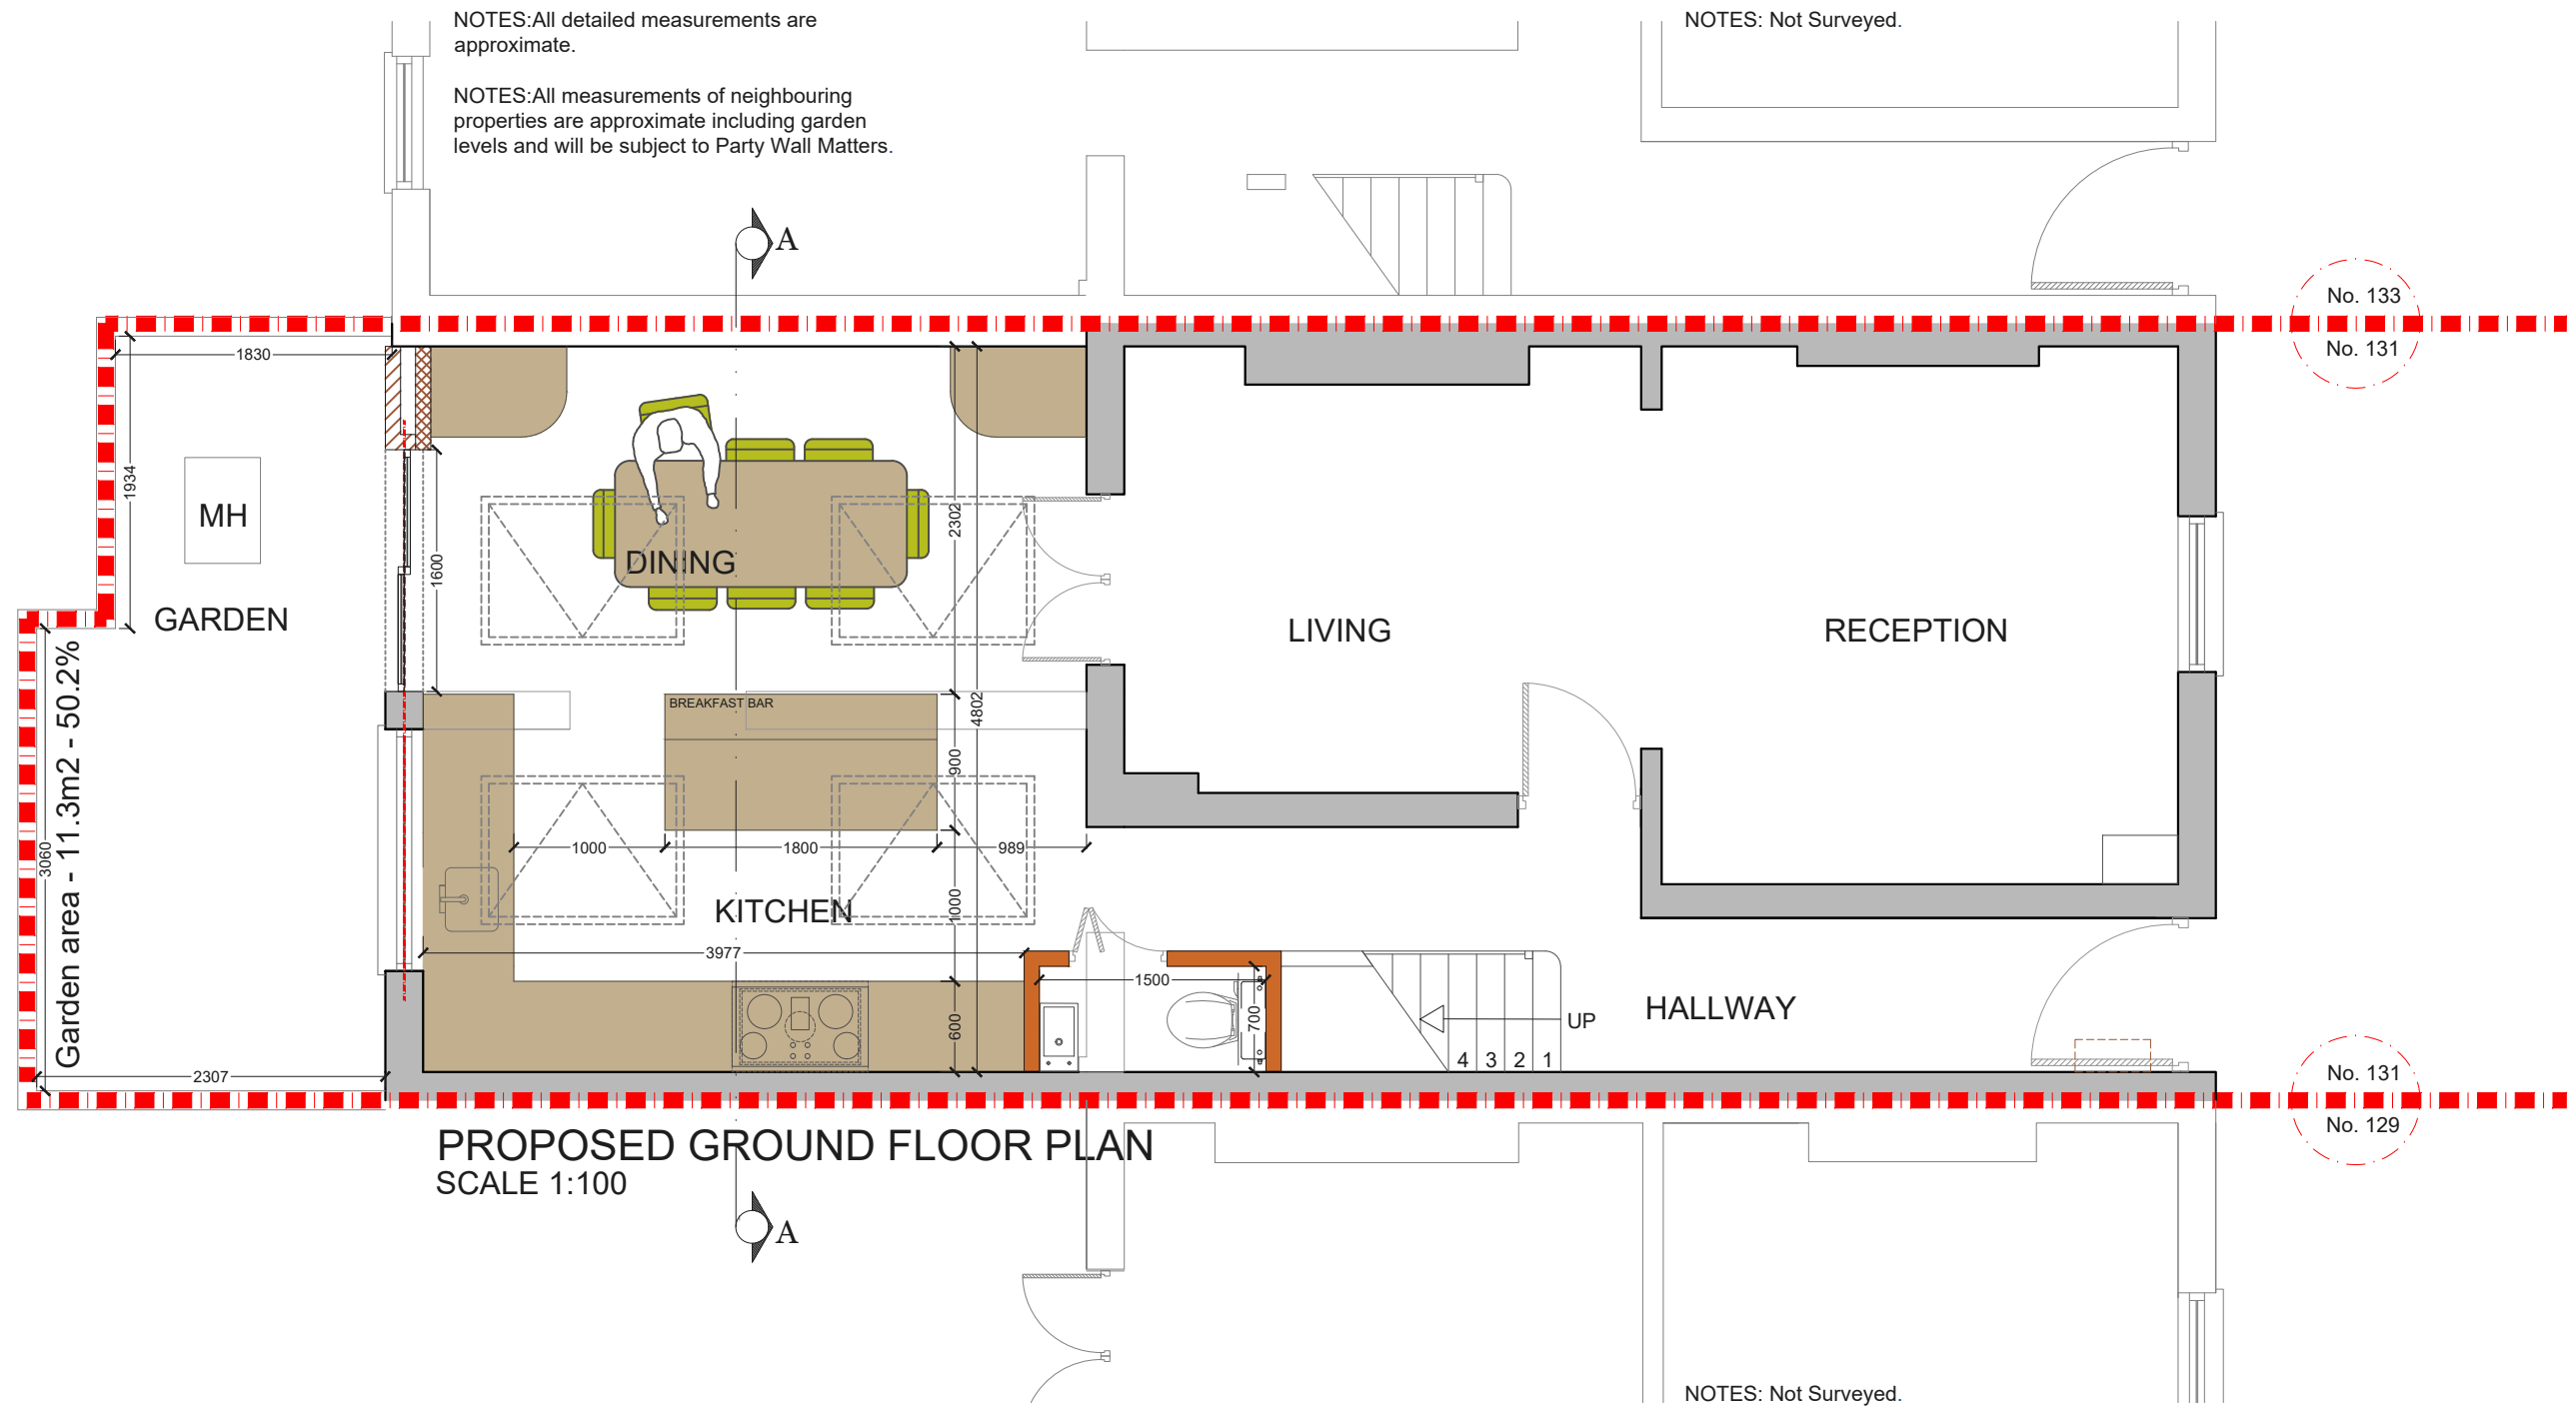 NOTES:All detailed measurements are
approximate.
NOTES:All measurements of neighbouring
properties are approximate including garden
levels and will be subject to Party Wall Matters.
NOTES: Not Surveyed.
A
No. 133
No. 131
1830
1934
MH
GARDEN
1600
DINING
2302
4802
LIVING
RECEPTION
BREAKFAST BAR
900
1000
1800
989
KITCHEN
1000
3977
600
1500
700
4 3 2 1
UP
HALLWAY
Garden area - 11.3m2 - 50.2%
3060
2307
No. 131
No. 129
PROPOSED GROUND FLOOR PLAN
SCALE 1:100
A
NOTES: Not Surveyed.